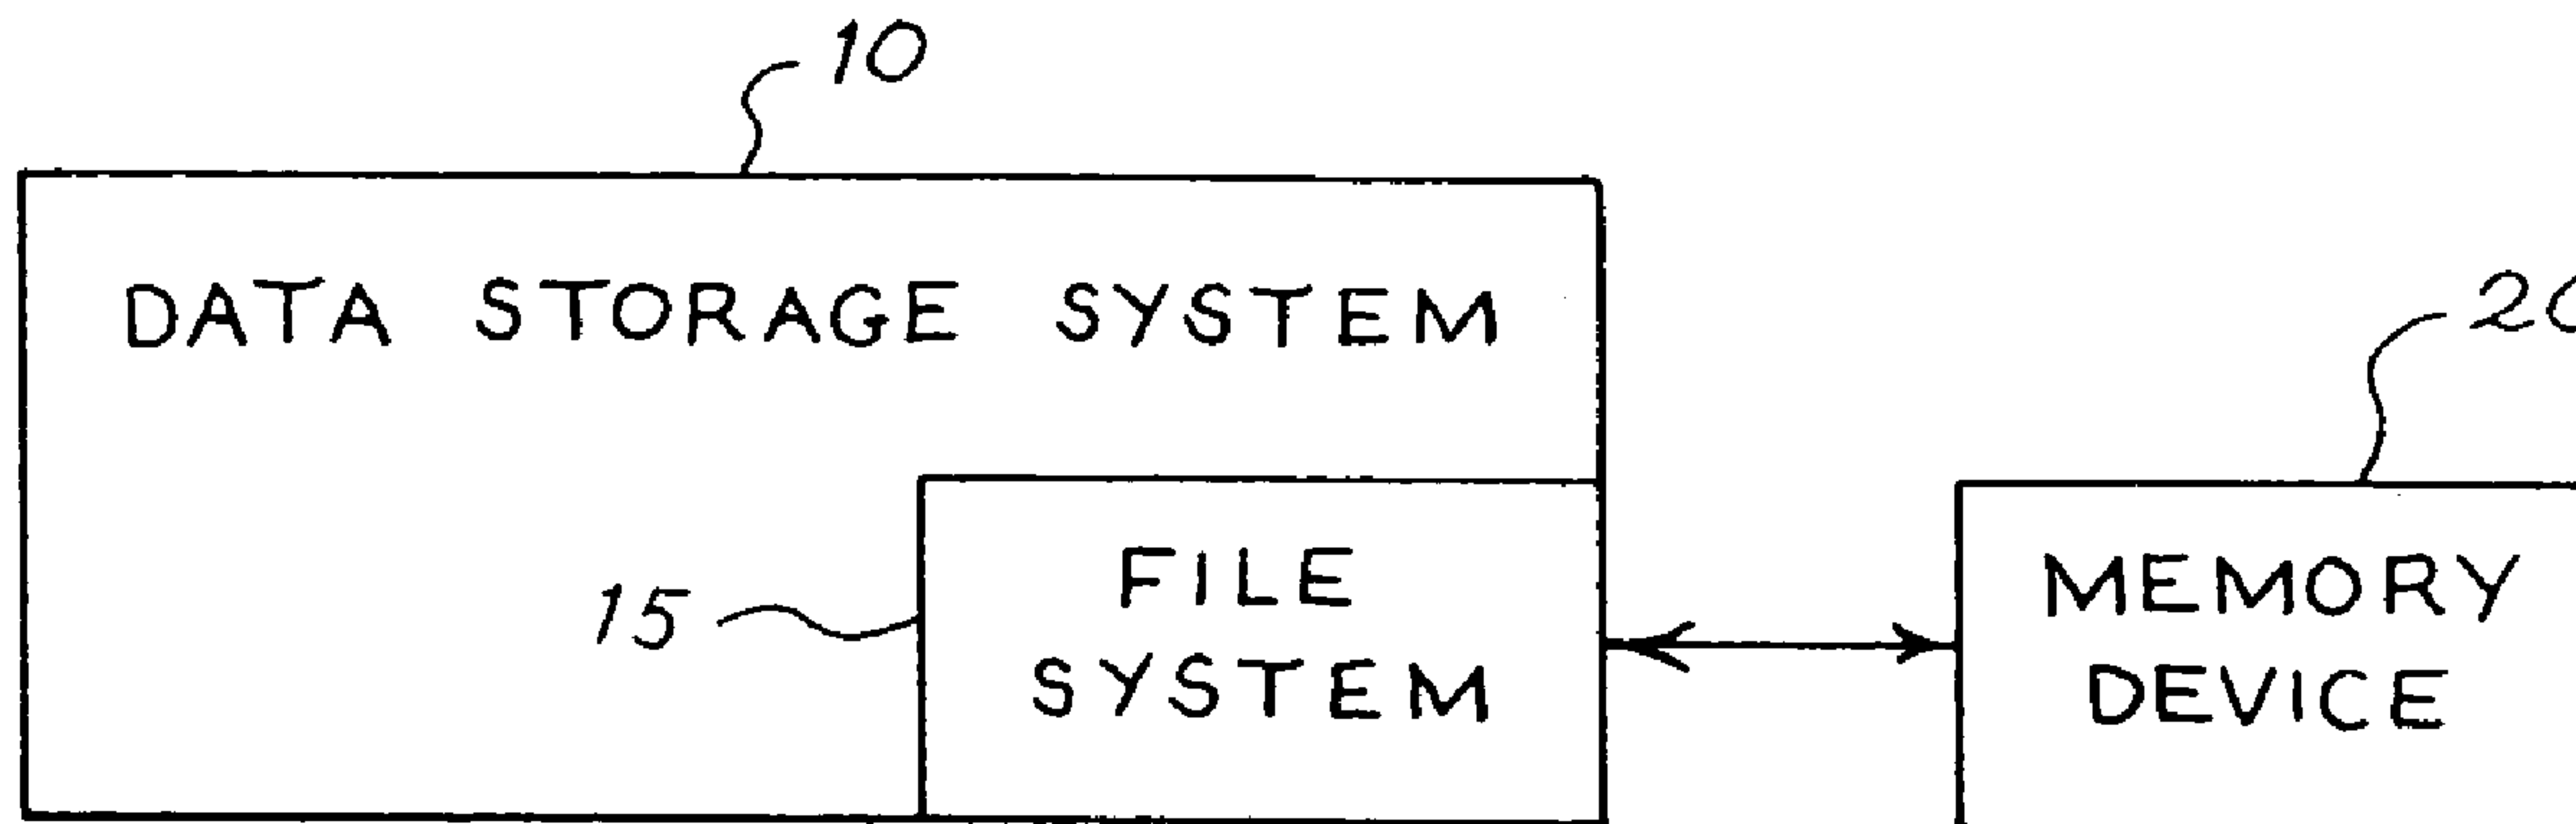 10
DATA STORAGE SYSTEM
FILE
SYSTEM
15
MEMORY
DEVICE